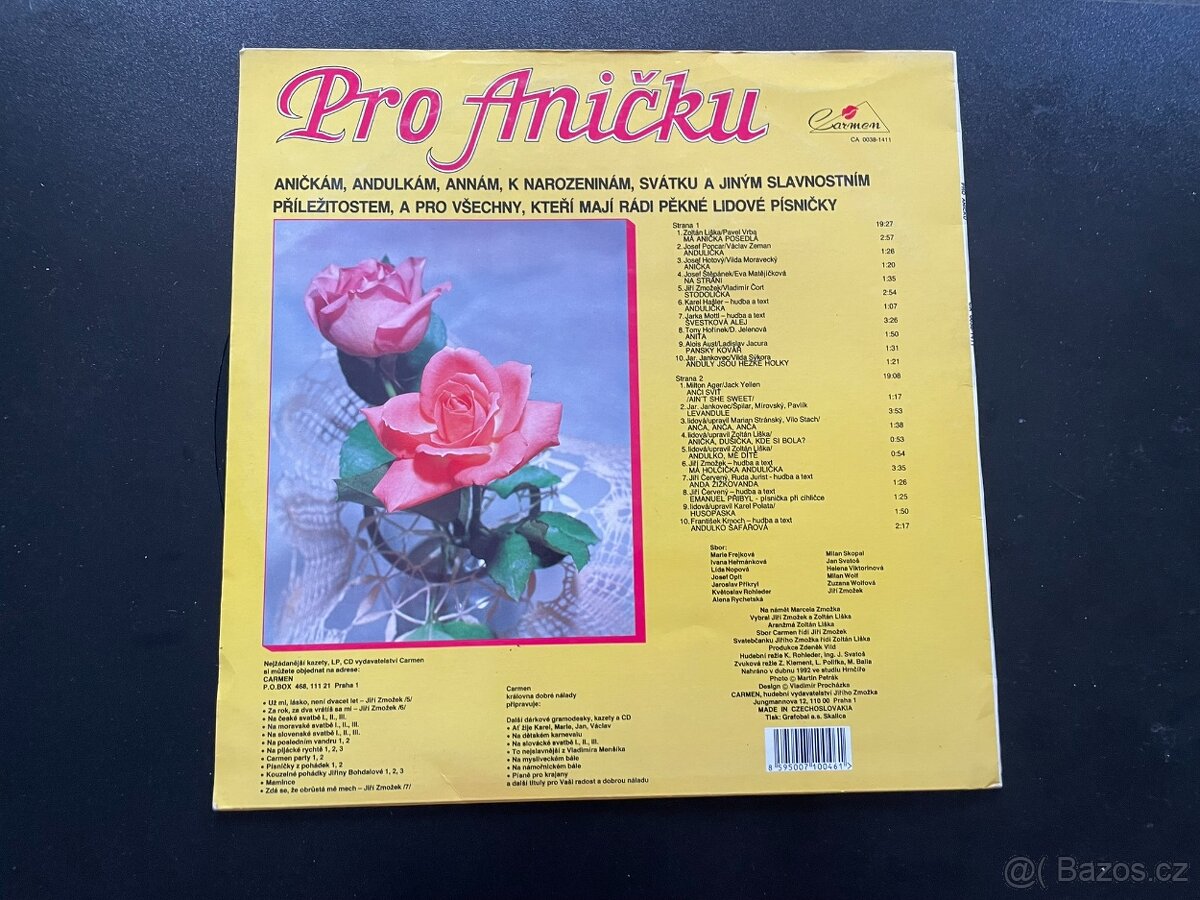 Pro Aničku
Carmen
CA 0038-1411
ANIČKÁM, ANDULKÁM, ANNÁM, K NAROZENINÁM, SVÁTKU A JINÝM SLAVNOSTNÍM
PŘÍLEŽITOSTEM, A PRO VŠECHNY, KTEŘÍ MAJÍ RÁDI PĚKNÉ LIDOVÉ PÍSNIČKY
Strana 1 19:27
1. Zoltán Liška/Pavel Vrba
MÁ ANIČKA POSEDLÁ 2:57
2. Josef Poncar/Václav Zeman
ANDULIČKA 1:26
3. Josef Hotový/Vilda Moravecký
ANIČKA 1:20
4. Josef Štěpánek/Eva Matějíčková
NA STRÁNI 1:35
5. Jiří Zmožek/Vladimír Čort
STODOLIČKA 2:54
6. Karel Hašler – hudba a text
ANDULIČKA 1:07
7. Jarka Mottl – hudba a text
ŠVESTKOVÁ ALEJ 3:26
8. Tony Hořínek/D. Jelenová
ANITA 1:50
9. Alois Aust/Ladislav Jacura
PANSKÝ KOVÁŘ 1:31
10. Jar. Jankovec/Vilda Sýkora
ANDULY JSOU HEZKÉ HOLKY 1:21
Strana 2 19:08
1. Milton Ager/Jack Yellen
ANČI SVIŤ
/AIN'T SHE SWEET/ 1:17
2. Jar. Jankovec/Špilar, Mírovský, Pavlík
LEVANDULE 3:53
3. lidová/upravil Marian Stránský, Vilo Stach/
ANČA, ANČA, ANČA 1:38
4. lidová/upravil Zoltán Liška/
ANIČKA, DUŠIČKA, KDE SI BOLA? 0:53
5. lidová/upravil Zoltán Liška/
ANDULKO, MÉ DÍTĚ 0:54
6. Jiří Zmožek – hudba a text
MÁ HOLČIČKA ANDULIČKA 3:35
7. Jiří Červený, Ruda Jurist - hudba a text
ANDA ŽIŽKOVANDA 1:26
8. Jiří Červený – hudba a text
EMANUEL PŘIBYL - písnička při cihličce 1:25
9. lidová/upravil Karel Polata/
HUSOPASKA 1:50
10. František Kmoch – hudba a text
ANDULKO ŠAFÁŘOVÁ 2:17
Sbor:
Marie Frejková
Ivana Heřmánková
Lída Nopová
Josef Oplt
Jaroslav Přikryl
Květoslav Rohleder
Alena Rychetská
Milan Skopal
Jan Svatoš
Helena Viktorinová
Milan Wolf
Zuzana Wolfová
Jiří Zmožek
Na námět Marcela Zmožka
Vybral Jiří Zmožek a Zoltán Liška
Aranžmá Zoltán Liška
Sbor Carmen řídí Jiří Zmožek
Svatebčanku Jiřího Zmožka řídí Zoltán Liška
Produkce Zdeněk Vild
Hudební režie K. Rohleder, ing. J. Svatoš
Zvuková režie Z. Klement, L. Polifka, M. Balia
Nahráno v dubnu 1992 ve studiu Hrnčíře
Photo © Martin Petrák
Design © Vladimír Procházka
CARMEN, hudební vydavatelství Jiřího Zmožka
Jungmannova 12, 110 00 Praha 1
MADE IN CZECHOSLOVAKIA
Tisk: Grafobal a.s. Skalica
8 595007 100461 >
Nejžádanější kazety, LP, CD vydavatelství Carmen
si můžete objednat na adrese:
CARMEN
P.O.BOX 468, 111 21 Praha 1
• Už mi, lásko, není dvacet let – Jiří Zmožek /5/
• Za rok, za dva vrátíš sa mi – Jiří Zmožek /6/
• Na české svatbě I., II., III.
• Na moravské svatbě I., II., III.
• Na slovenské svatbě I., II., III.
• Na posledním vandru 1, 2
• Na pijácké rychtě 1, 2, 3
• Carmen party 1, 2
• Písničky z pohádek 1, 2
• Kouzelné pohádky Jiřiny Bohdalové 1, 2, 3
• Mamince
• Zdá se, že obrůstá mě mech – Jiří Zmožek /7/
Carmen
královna dobré nálady
připravuje:
Další dárkové gramodesky, kazety a CD
• Ať žije Karel, Marie, Jan, Václav
• Na dětském karnevalu
• Na slovácké svatbě I., II., III.
• To nejslavnější z Vladimíra Menšíka
• Na mysliveckém bále
• Na námořnickém bále
• Písně pro krajany
a další tituly pro Vaši radost a dobrou náladu
PRO ANIČKU
@( Bazos.cz